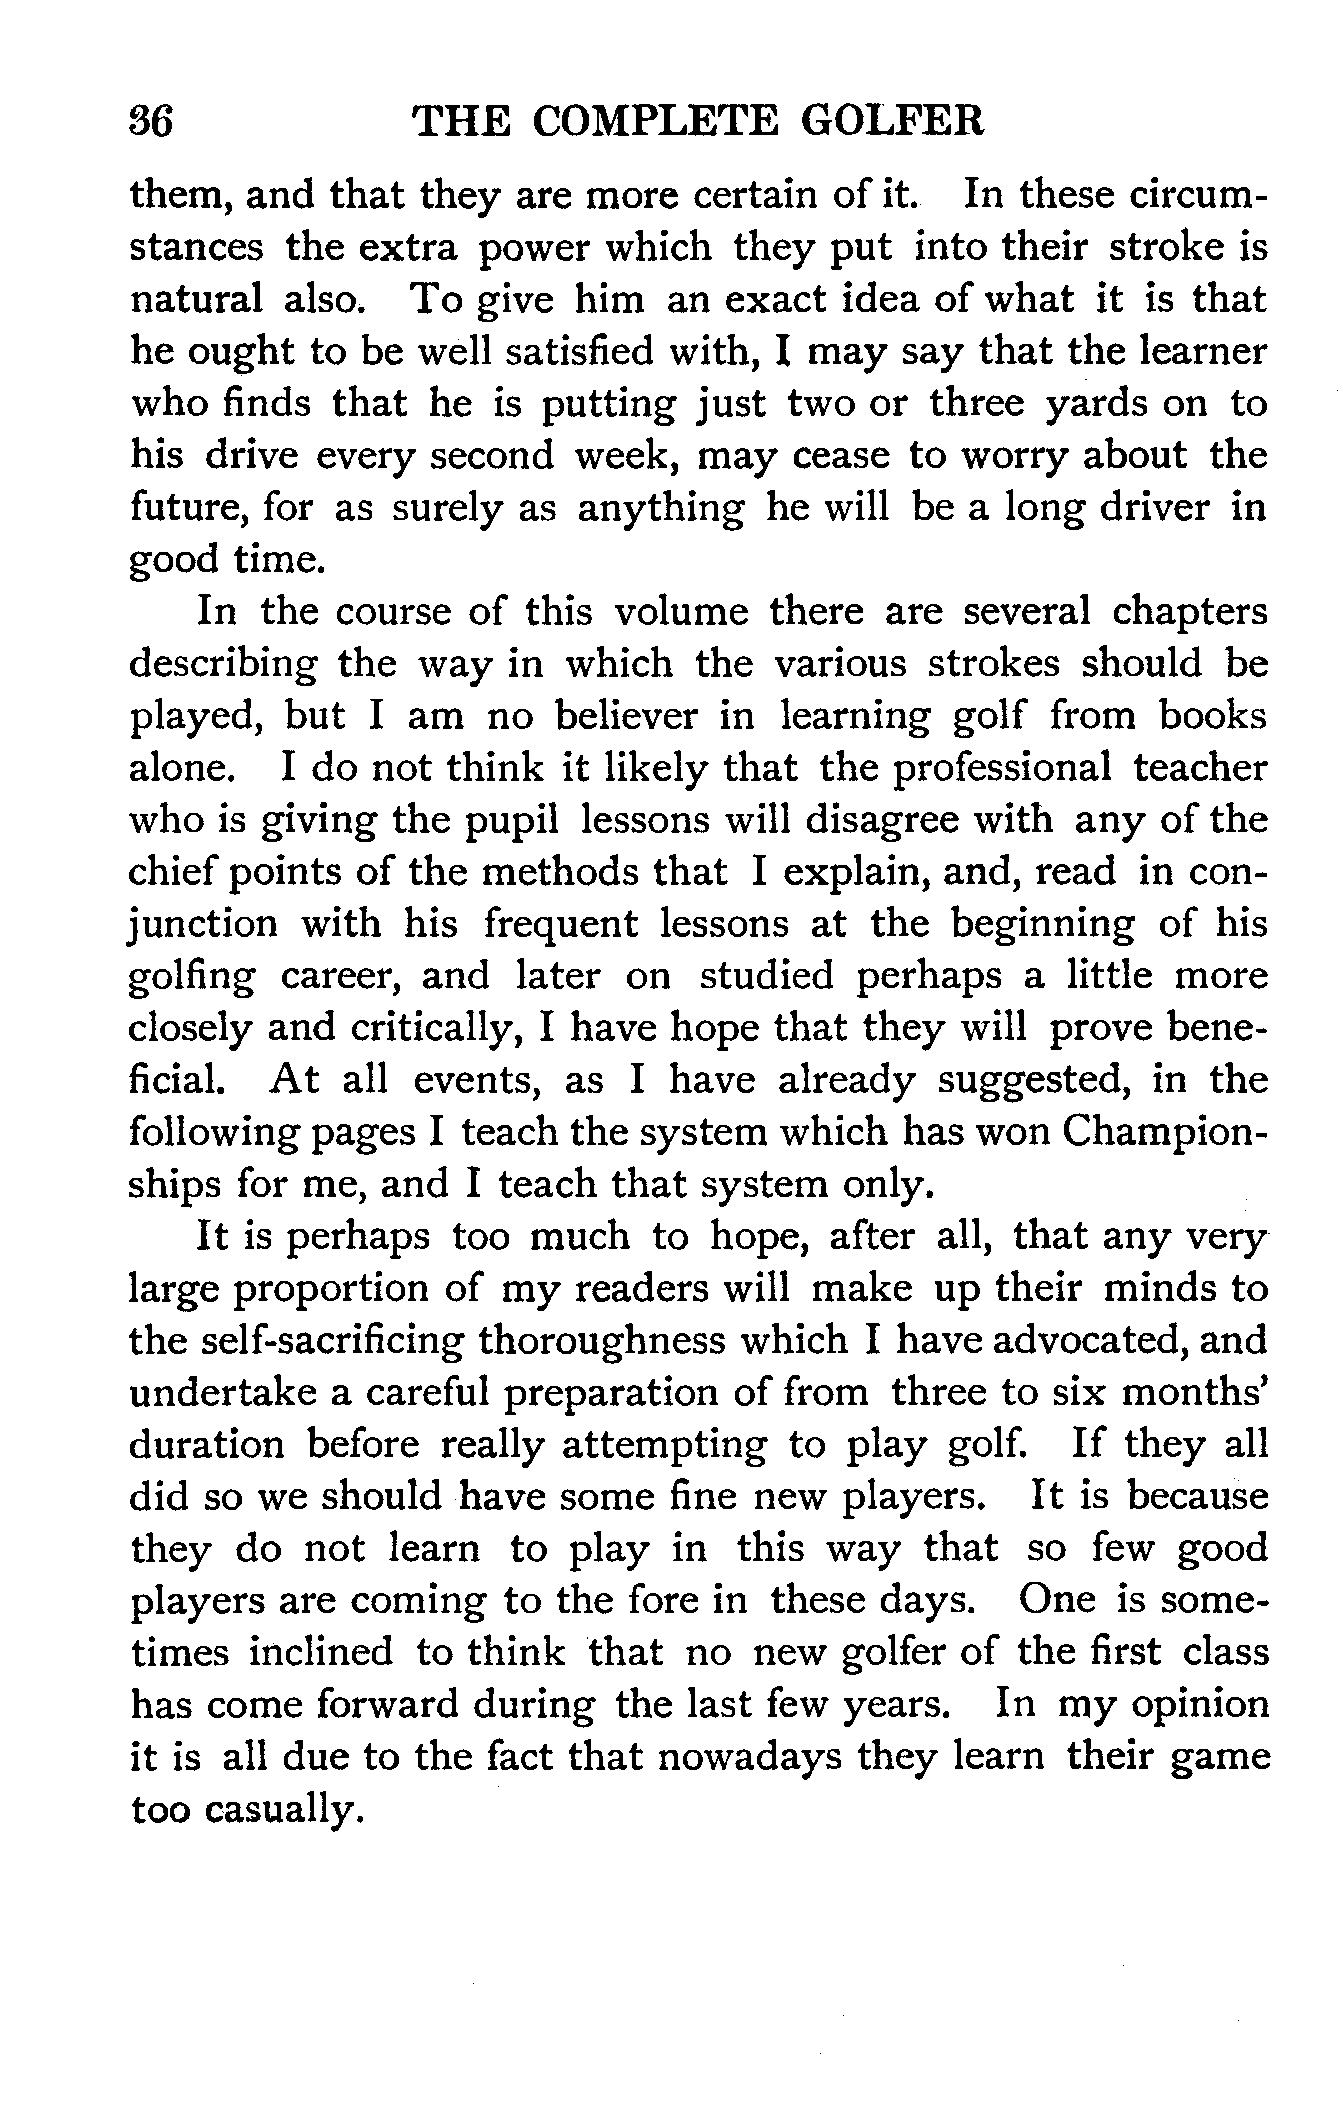 36 THE COMPLETE GOLFER
them, and that they are more certain of it. In these circum-
stances the extra power which they put into their stroke is
natural also. To give him an exact idea of what it is that
he ought to be well satisfied with, I may say that the learner
who finds that he is putting just two or three yards on to
his drive every second week, may cease to worry about the
future, for as surely as anything he will be a long driver in
good time.
In the course of this volume there are several chapters
describing the way in which the various strokes should be
played, but I am no believer in learning golf from books
alone. I do not think it likely that the professional teacher
who is giving the pupil lessons will disagree with any of the
chief points of the methods that I explain, and, read in con-
junction with his frequent lessons at the beginning of his
golfing career, and later on studied perhaps a little more
closely and critically, I have hope that they will prove bene-
ficial. At all events, as I have already suggested, in the
following pages I teach the system which has won Champion-
ships for me, and I teach that system only.
It is perhaps too much to hope, after all, that any very
large proportion of my readers will make up their minds to
the self-sacrificing thoroughness which I have advocated, and
undertake a careful preparation of from three to six months'
duration before really attempting to play golf. If they all
did so we should have some fine new players. It is because
they do not learn to play in this way that so few good
players are coming to the fore in these days. One is some-
times inclined to think that no new golfer of the first class
has come forward during the last few years. In my opinion
it is all due to the fact that nowadays they learn their game
too casually.